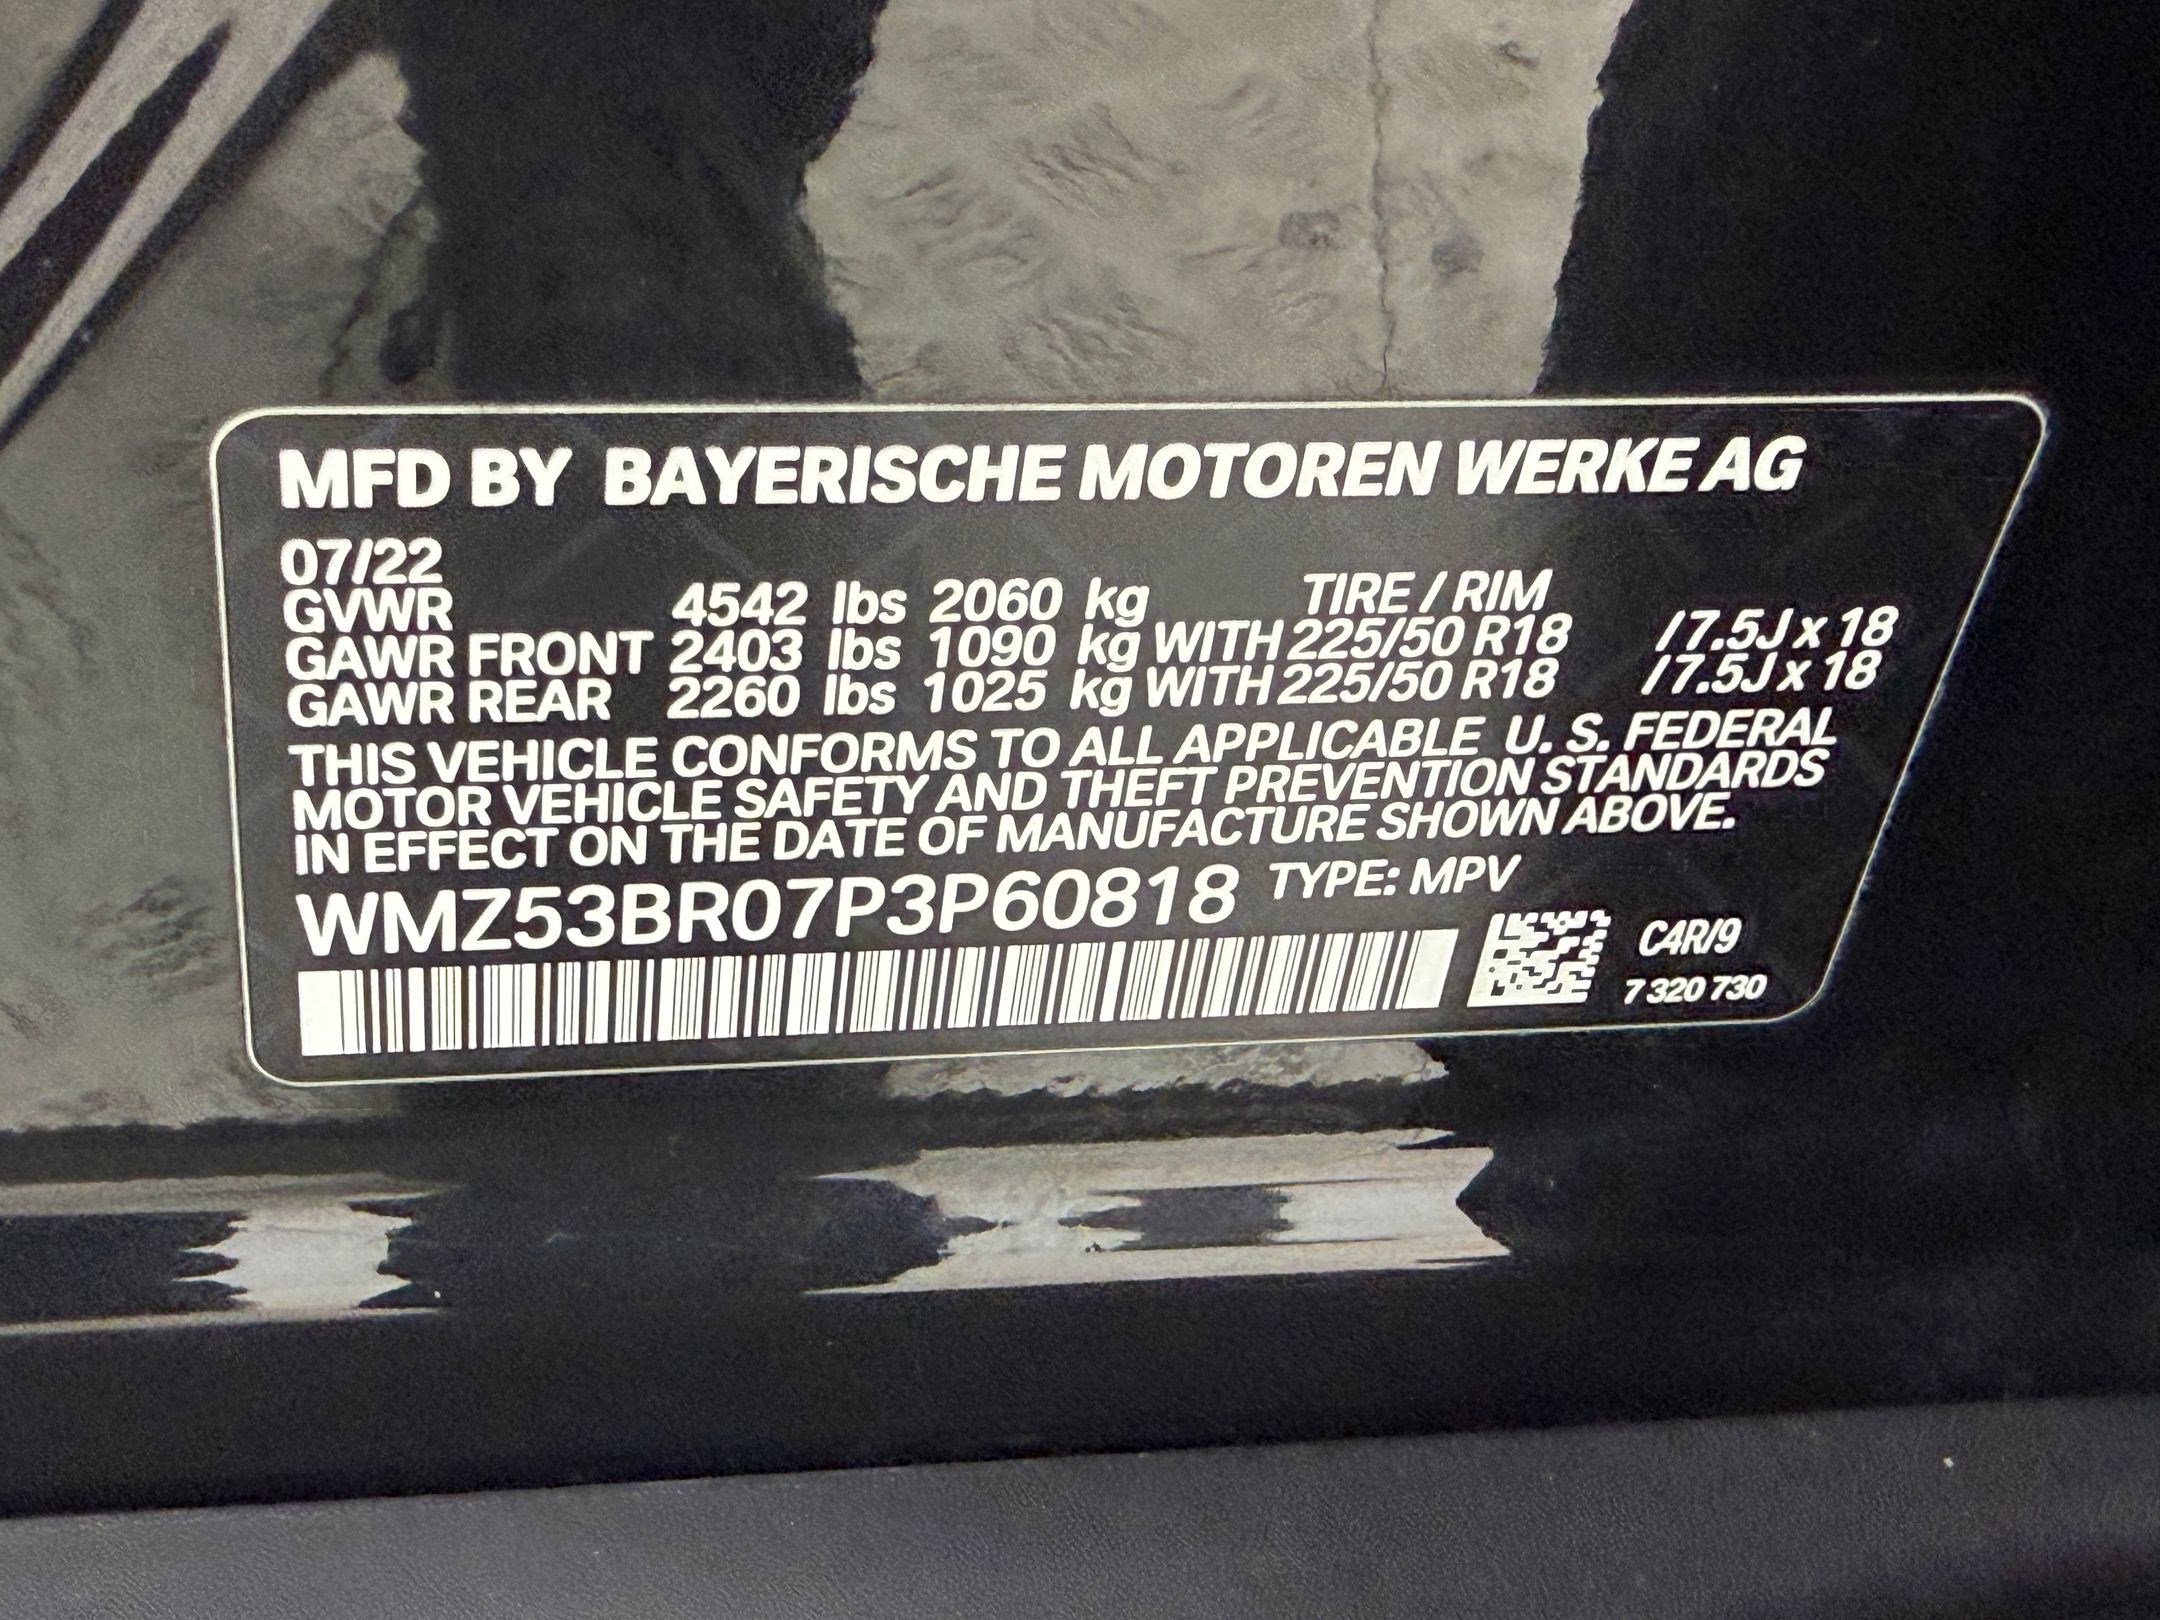 MFD BY BAYERISCHE MOTOREN WERKE AG
07/22
GVWR 4542 lbs 2060 kg TIRE / RIM
GAWR FRONT 2403 lbs 1090 kg WITH 225/50 R18 / 7.5J x 18
GAWR REAR 2260 lbs 1025 kg WITH 225/50 R18 / 7.5J x 18
THIS VEHICLE CONFORMS TO ALL APPLICABLE U. S. FEDERAL
MOTOR VEHICLE SAFETY AND THEFT PREVENTION STANDARDS
IN EFFECT ON THE DATE OF MANUFACTURE SHOWN ABOVE.
WMZ53BR07P3P60818 TYPE: MPV
C4R/9
7 320 730